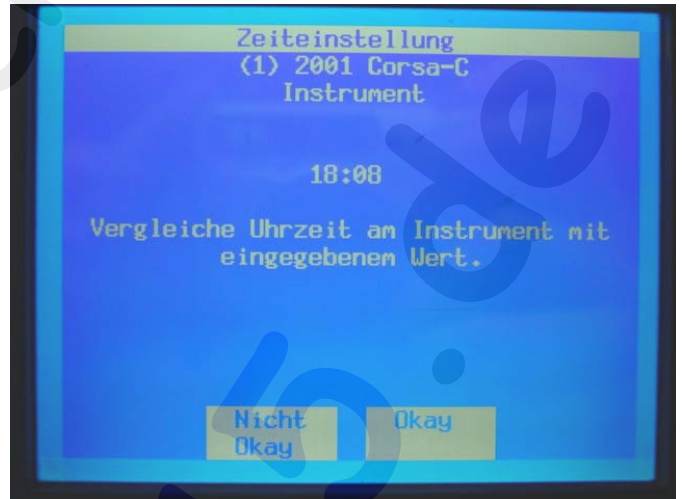 Zeiteinstellung
(1) 2001 Corsa-C
Instrument
18:08
Vergleiche Uhrzeit am Instrument mit
eingegebenem Wert.
Nicht
Okay
Okay